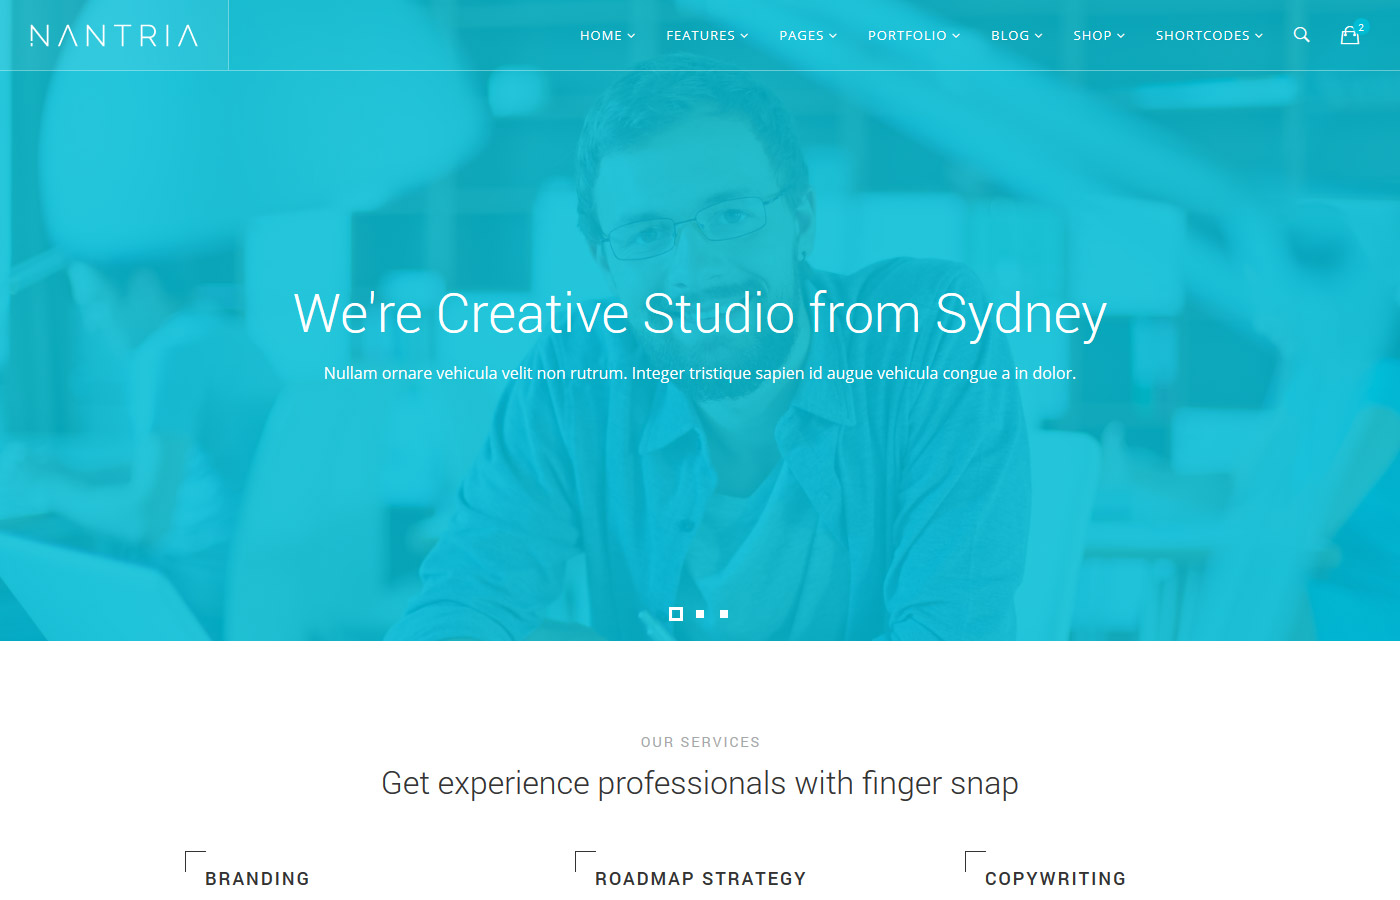 NANTRIA
HOME FEATURES PAGES PORTFOLIO BLOG SHOP SHORTCODES 2
We're Creative Studio from Sydney
Nullam ornare vehicula velit non rutrum. Integer tristique sapien id augue vehicula congue a in dolor.
OUR SERVICES
Get experience professionals with finger snap
BRANDING ROADMAP STRATEGY COPYWRITING